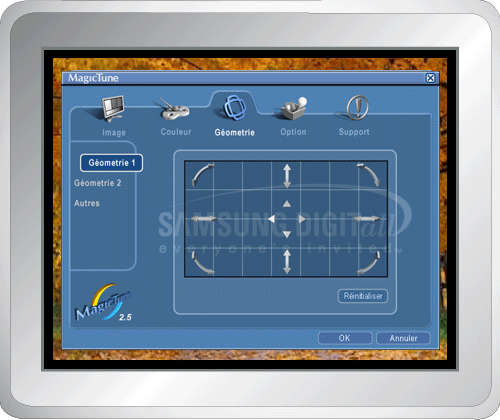 MagicTune
Image
Couleur
Géometrie
Option
Support
Géometrie 1
Géometrie 2
Autres
SAMSUNG DIGITall
everyone's invited™
Réinitialiser
MagicTune
2.5
OK
Annuler